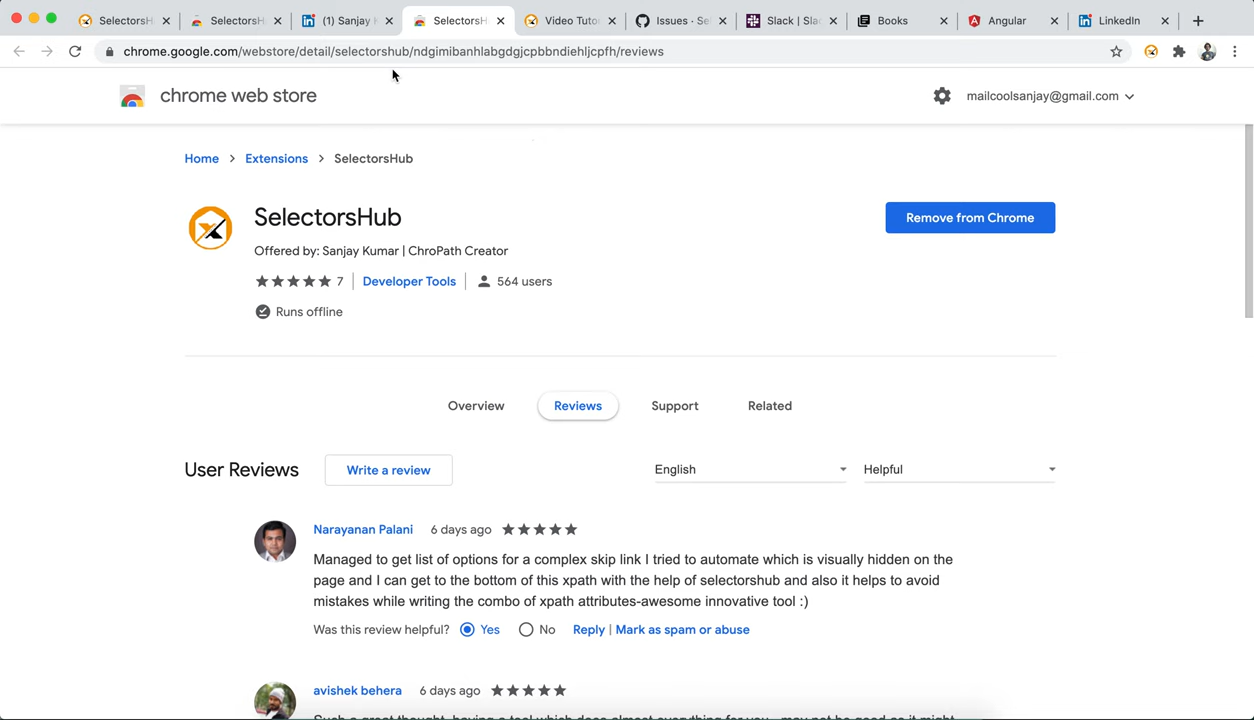 SelectorsH
SelectorsH
(1) Sanjay
SelectorsH
Video Tuto
Issues · Se
Slack | Sla
Books
Angular
LinkedIn
chrome.google.com/webstore/detail/selectorshub/ndgimibanhlabgdgjcpbbndiehljcpfh/reviews
chrome web store
mailcoolsanjay@gmail.com
Home > Extensions > SelectorsHub
SelectorsHub
Remove from Chrome
Offered by: Sanjay Kumar | ChroPath Creator
★★★★★ 7 | Developer Tools | 564 users
Runs offline
Overview
Reviews
Support
Related
User Reviews
Write a review
English
Helpful
Narayanan Palani 6 days ago ★★★★★
Managed to get list of options for a complex skip link I tried to automate which is visually hidden on the
page and I can get to the bottom of this xpath with the help of selectorshub and also it helps to avoid
mistakes while writing the combo of xpath attributes-awesome innovative tool :)
Was this review helpful? Yes No Reply | Mark as spam or abuse
avishek behera 6 days ago ★★★★★